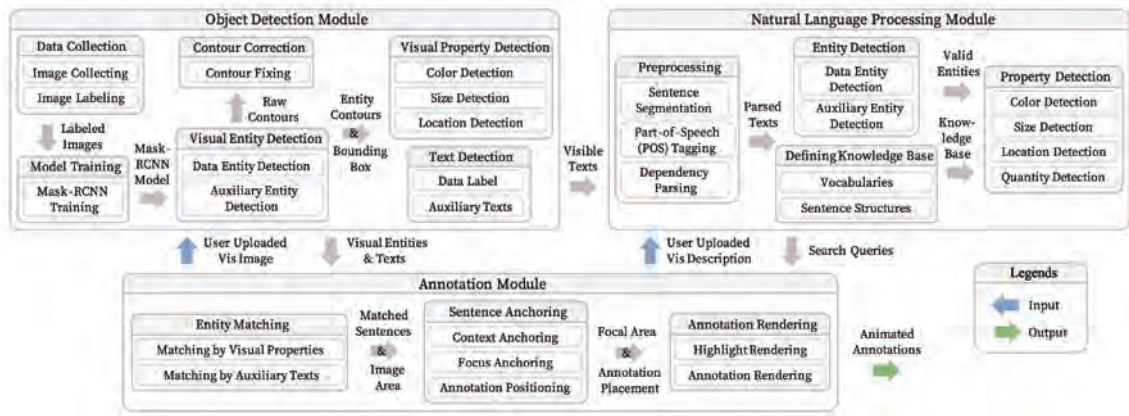 Object Detection Module
Data Collection
Image Collecting
Image Labeling
Labeled
Images
Model Training
Mask-RCNN
Training
Mask-
RCNN
Model
Contour Correction
Contour Fixing
Raw
Contours
Visual Entity Detection
Data Entity Detection
Auxiliary Entity
Detection
Entity
Contours
&
Bounding
Box
Visual Property Detection
Color Detection
Size Detection
Location Detection
Text Detection
Data Label
Auxiliary Texts
Visible
Texts
Natural Language Processing Module
Preprocessing
Sentence
Segmentation
Part-of-Speech
(POS) Tagging
Dependency
Parsing
Parsed
Texts
Entity Detection
Data Entity
Detection
Auxiliary Entity
Detection
Defining Knowledge Base
Vocabularies
Sentence Structures
Valid
Entities
Know-
ledge
Base
Property Detection
Color Detection
Size Detection
Location Detection
Quantity Detection
User Uploaded
Vis Image
Visual Entities
& Texts
User Uploaded
Vis Description
Search Queries
Annotation Module
Entity Matching
Matching by Visual Properties
Matching by Auxiliary Texts
Matched
Sentences
&
Image
Area
Sentence Anchoring
Context Anchoring
Focus Anchoring
Annotation Positioning
Focal Area
&
Annotation
Placement
Annotation Rendering
Highlight Rendering
Annotation Rendering
Animated
Annotations
Legends
Input
Output